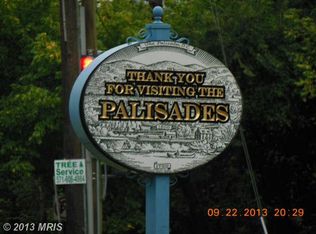 THANK YOU
FOR VISITING THE
PALISADES
TREE &
Service
09.22.2013 20:29
© 2013 MRIS